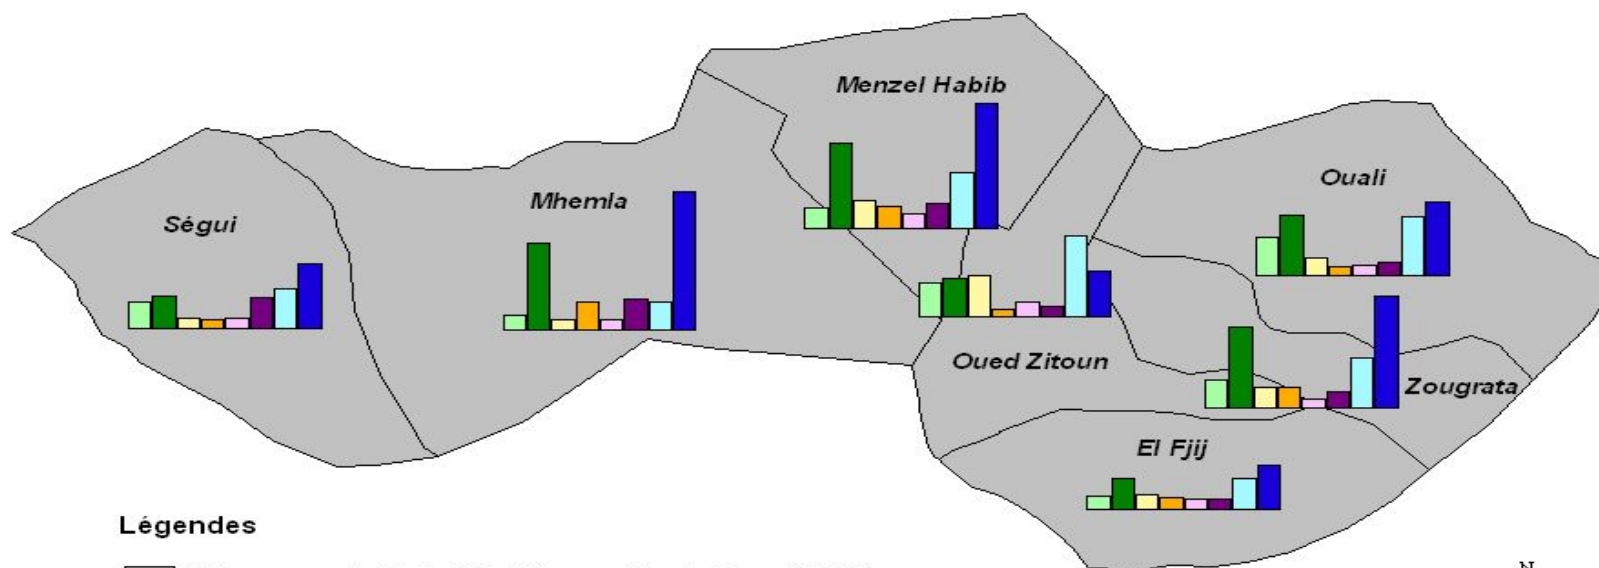 Menzel Habib
Ouali
Mhemla
Ségui
Oued Zitoun
Zougrata
El Fjij
Légendes
N